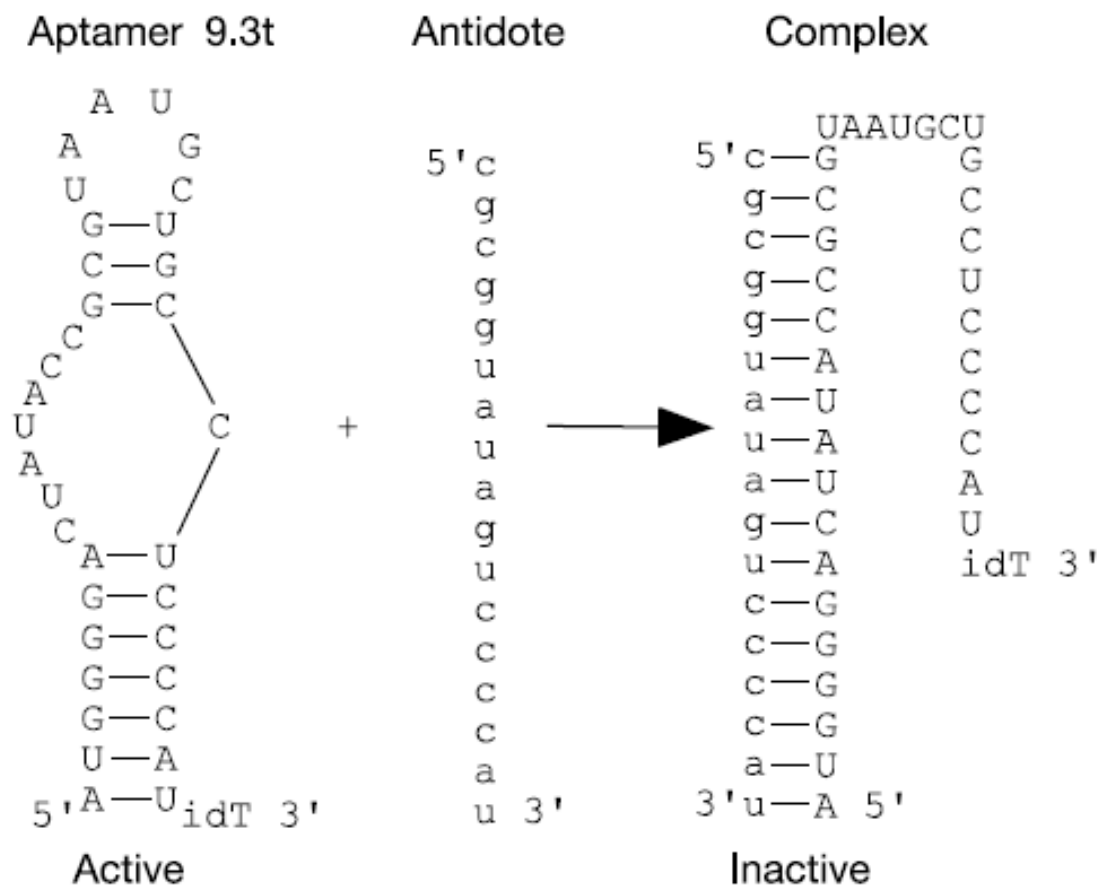 Aptamer 9.3t
Antidote
Complex
A U
A G
U C
G—U
C—G
G—C
C
C
A
U C
A
U
C
A—U
G—C
G—C
G—C
G—C
U—A
5'A—U idT 3'
Active
+
5'c
g
c
g
g
u
a
u
a
g
u
c
c
c
c
a
u 3'
UAAUGCU
5'c—G G
g—C C
c—G C
g—C U
g—C C
u—A C
a—U C
u—A C
a—U A
g—C U
u—A idT 3'
c—G
c—G
c—G
c—G
a—U
3'u—A 5'
Inactive